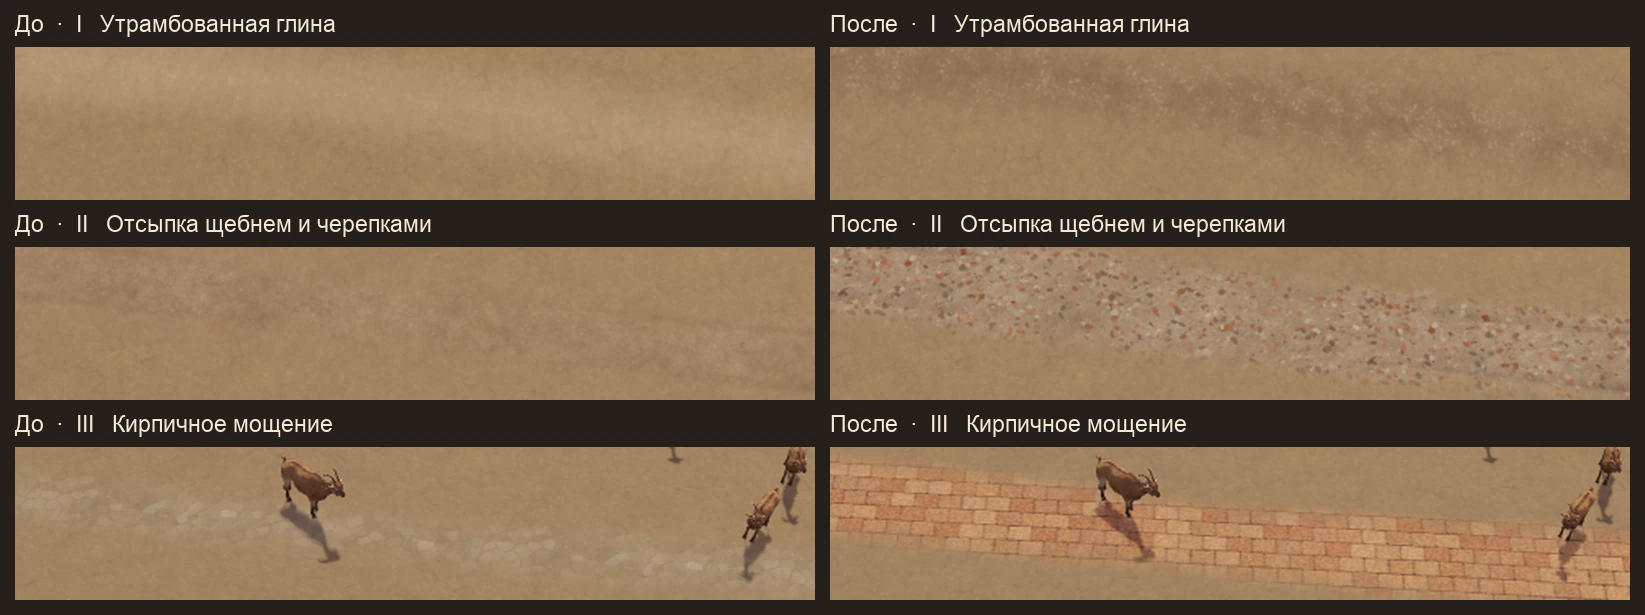 До · I Утрамбованная глина
После · I Утрамбованная глина
До · II Отсыпка щебнем и черепками
После · II Отсыпка щебнем и черепками
До · III Кирпичное мощение
После · III Кирпичное мощение